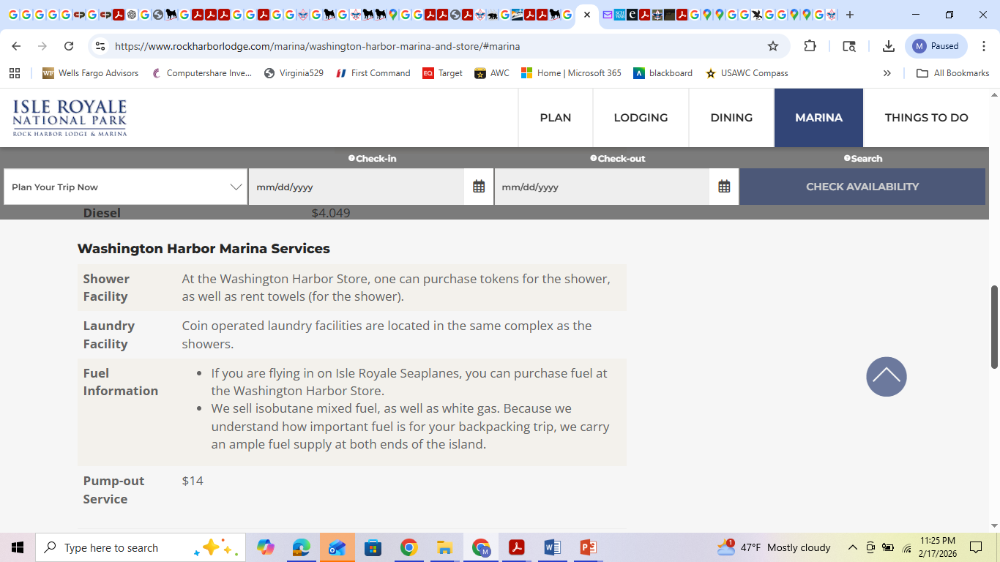 https://www.rockharborlodge.com/marina/washington-harbor-marina-and-store/#marina
M Paused
Wells Fargo Advisors
Computershare Inve...
Virginia529
First Command
Target
AWC
Home | Microsoft 365
blackboard
USAWC Compass
All Bookmarks
ISLE ROYALE
NATIONAL PARK
ROCK HARBOR LODGE & MARINA
PLAN
LODGING
DINING
MARINA
THINGS TO DO
Check-in
Check-out
Search
Plan Your Trip Now
mm/dd/yyyy
mm/dd/yyyy
CHECK AVAILABILITY
Diesel $4.049
Washington Harbor Marina Services
Shower At the Washington Harbor Store, one can purchase tokens for the shower,
Facility as well as rent towels (for the shower).
Laundry Coin operated laundry facilities are located in the same complex as the
Facility showers.
Fuel • If you are flying in on Isle Royale Seaplanes, you can purchase fuel at
Information the Washington Harbor Store.
• We sell isobutane mixed fuel, as well as white gas. Because we
understand how important fuel is for your backpacking trip, we carry
an ample fuel supply at both ends of the island.
Pump-out $14
Service
Type here to search
47°F Mostly cloudy
11:25 PM
2/17/2026